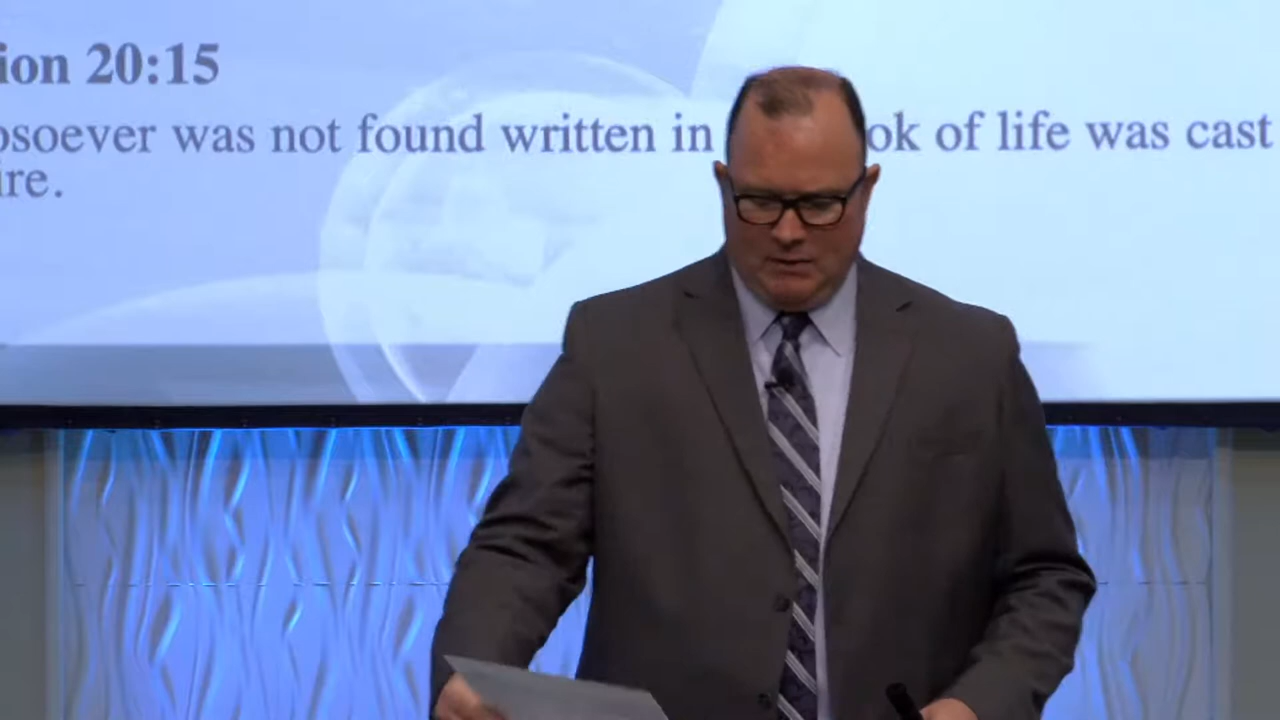 ion 20:15
osoever was not found written in ok of life was cast
ire.